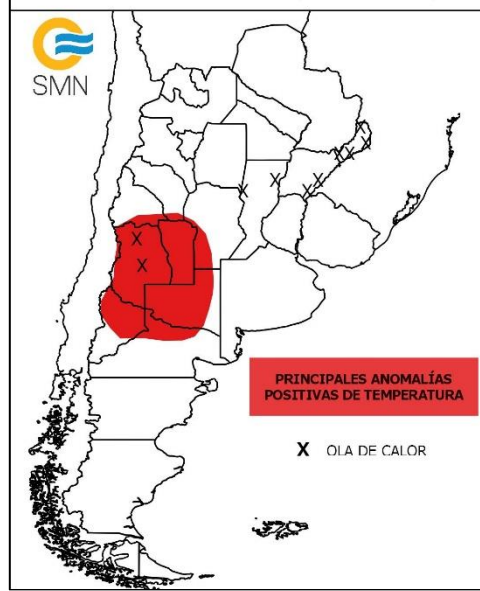 SMN
X
X
X
X
X
X
X
X
X
X
PRINCIPALES ANOMALÍAS
POSITIVAS DE TEMPERATURA
X OLA DE CALOR